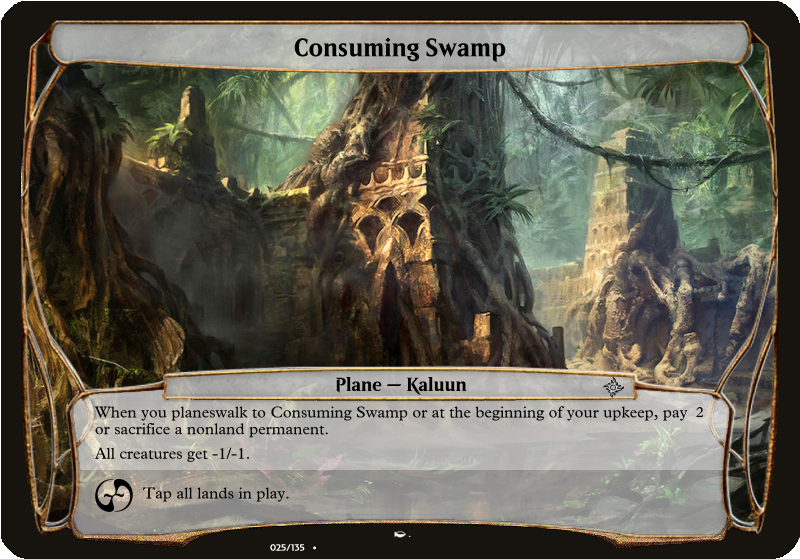 Consuming Swamp
Plane — Kaluun
When you planeswalk to Consuming Swamp or at the beginning of your upkeep, pay 2
or sacrifice a nonland permanent.
All creatures get -1/-1.
Tap all lands in play.
025/135 •